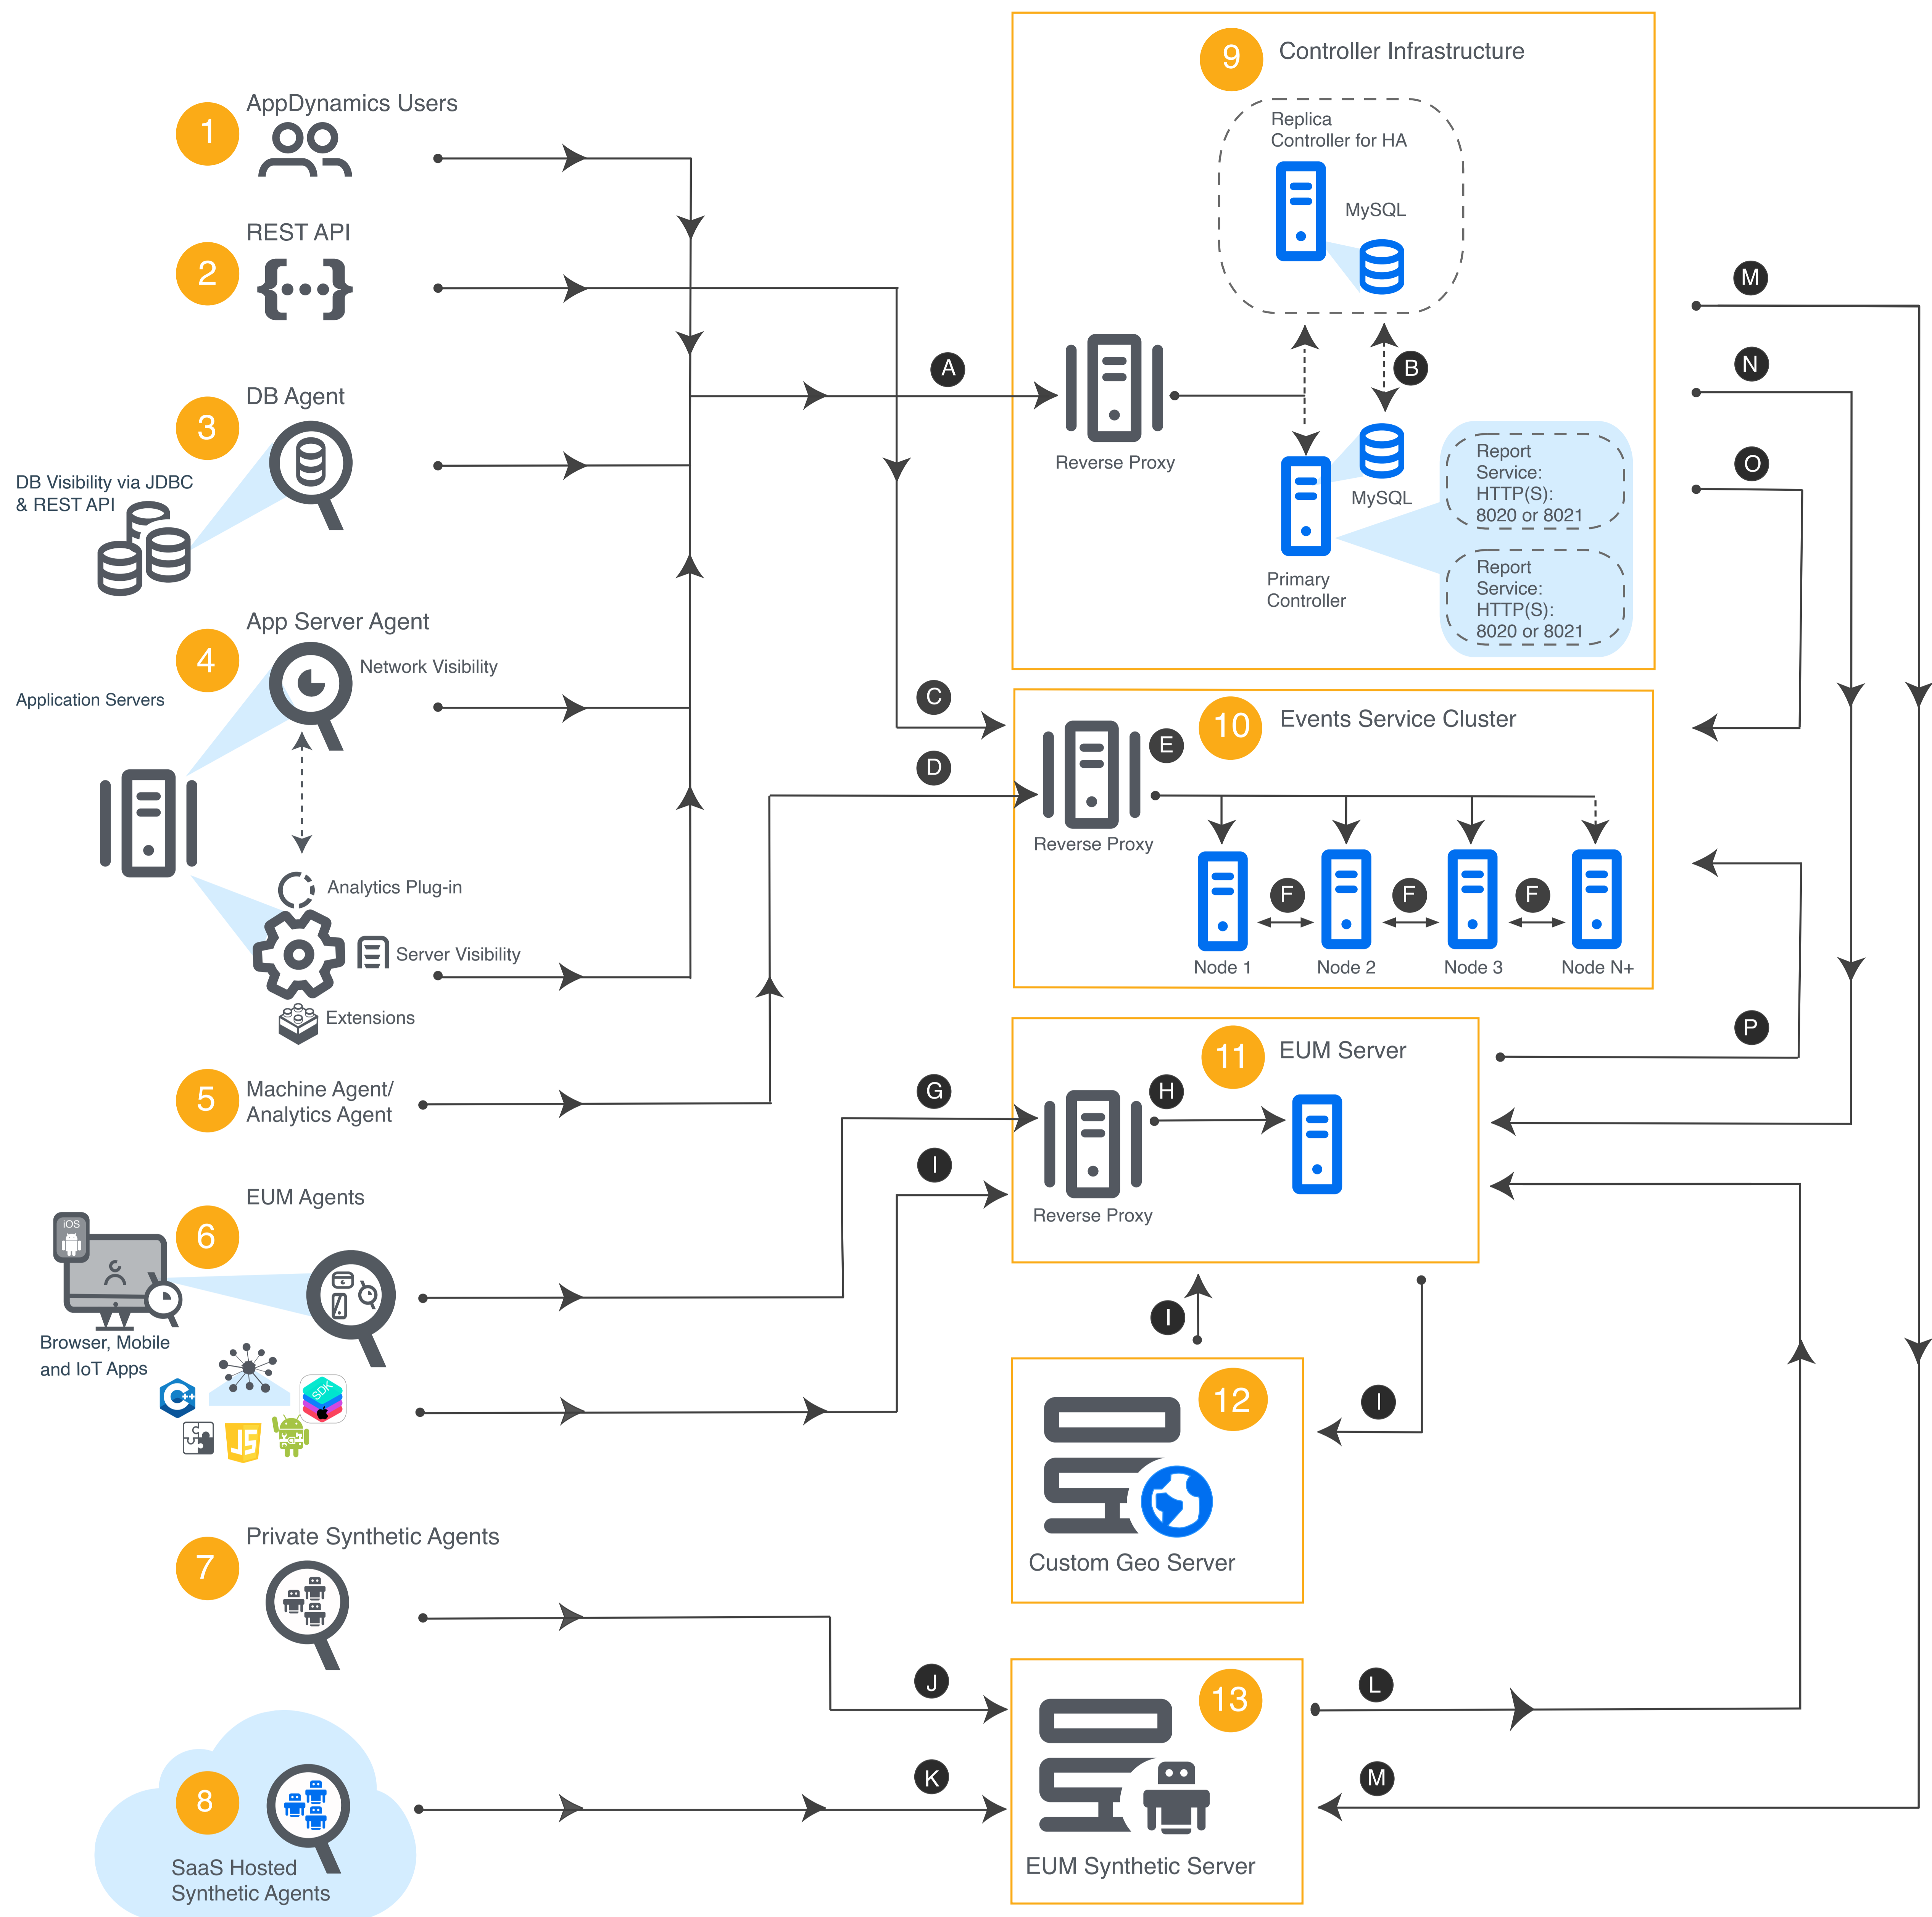 1
AppDynamics Users
2
REST API
{...}
3
DB Agent
DB Visibility via JDBC
& REST API
4
App Server Agent
Network Visibility
Application Servers
Analytics Plug-in
Server Visibility
Extensions
5
Machine Agent/
Analytics Agent
6
EUM Agents
iOS
Browser, Mobile
and IoT Apps
C++
SDK
JS
7
Private Synthetic Agents
8
SaaS Hosted
Synthetic Agents
A
C
D
G
I
J
K
9
Controller Infrastructure
Replica
Controller for HA
MySQL
B
Reverse Proxy
MySQL
Primary
Controller
Report
Service:
HTTP(S):
8020 or 8021
Report
Service:
HTTP(S):
8020 or 8021
10
Events Service Cluster
E
Reverse Proxy
F
F
F
Node 1
Node 2
Node 3
Node N+
11
EUM Server
H
Reverse Proxy
I
I
12
Custom Geo Server
13
EUM Synthetic Server
L
M
M
N
O
P